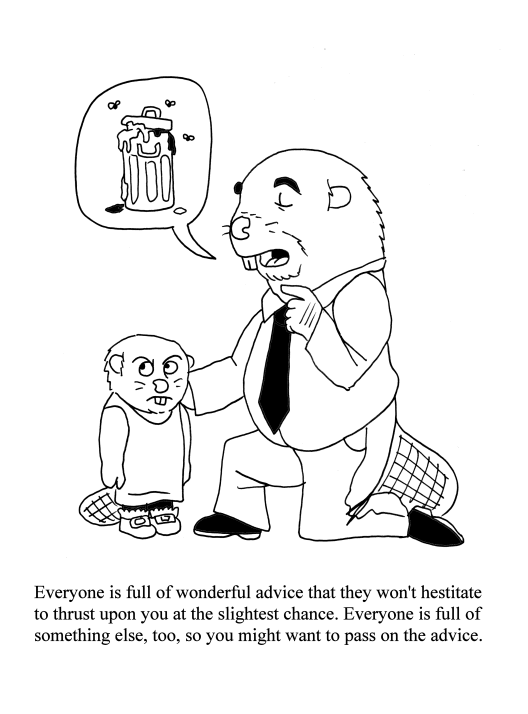 Everyone is full of wonderful advice that they won't hestitate
to thrust upon you at the slightest chance. Everyone is full of
something else, too, so you might want to pass on the advice.